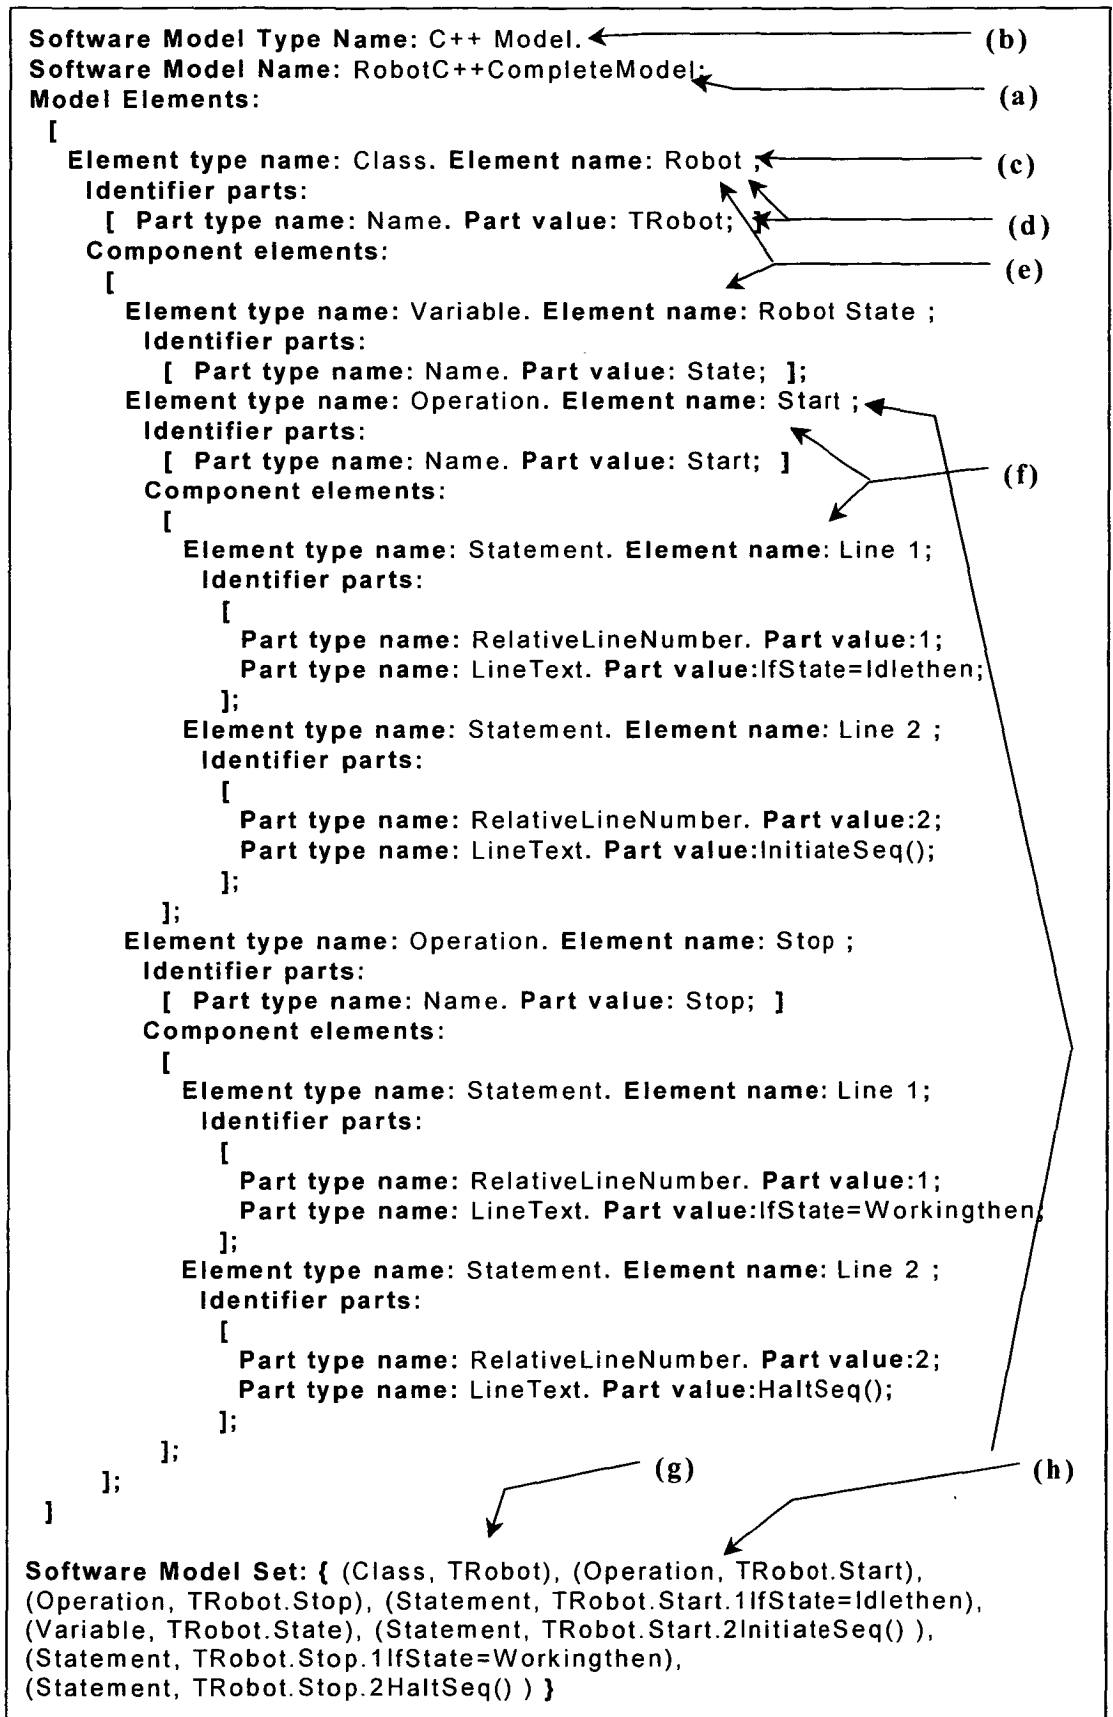 Software Model Type Name: C++ Model. (b)
Software Model Name: RobotC++CompleteModel;
Model Elements: (a)
[
Element type name: Class. Element name: Robot ; (c)
Identifier parts:
[ Part type name: Name. Part value: TRobot; ] (d)
Component elements:
[ (e)
Element type name: Variable. Element name: Robot State ;
Identifier parts:
[ Part type name: Name. Part value: State; ];
Element type name: Operation. Element name: Start ;
Identifier parts:
[ Part type name: Name. Part value: Start; ] (f)
Component elements:
[
Element type name: Statement. Element name: Line 1;
Identifier parts:
[
Part type name: RelativeLineNumber. Part value:1;
Part type name: LineText. Part value:IfState=Idlethen;
];
Element type name: Statement. Element name: Line 2 ;
Identifier parts:
[
Part type name: RelativeLineNumber. Part value:2;
Part type name: LineText. Part value:InitiateSeq();
];
];
Element type name: Operation. Element name: Stop ;
Identifier parts:
[ Part type name: Name. Part value: Stop; ]
Component elements:
[
Element type name: Statement. Element name: Line 1;
Identifier parts:
[
Part type name: RelativeLineNumber. Part value:1;
Part type name: LineText. Part value:IfState=Workingthen;
];
Element type name: Statement. Element name: Line 2 ;
Identifier parts:
[
Part type name: RelativeLineNumber. Part value:2;
Part type name: LineText. Part value:HaltSeq();
];
];
]; (g) (h)
]
Software Model Set: { (Class, TRobot), (Operation, TRobot.Start),
(Operation, TRobot.Stop), (Statement, TRobot.Start.1IfState=Idlethen),
(Variable, TRobot.State), (Statement, TRobot.Start.2InitiateSeq() ),
(Statement, TRobot.Stop.1IfState=Workingthen),
(Statement, TRobot.Stop.2HaltSeq() ) }